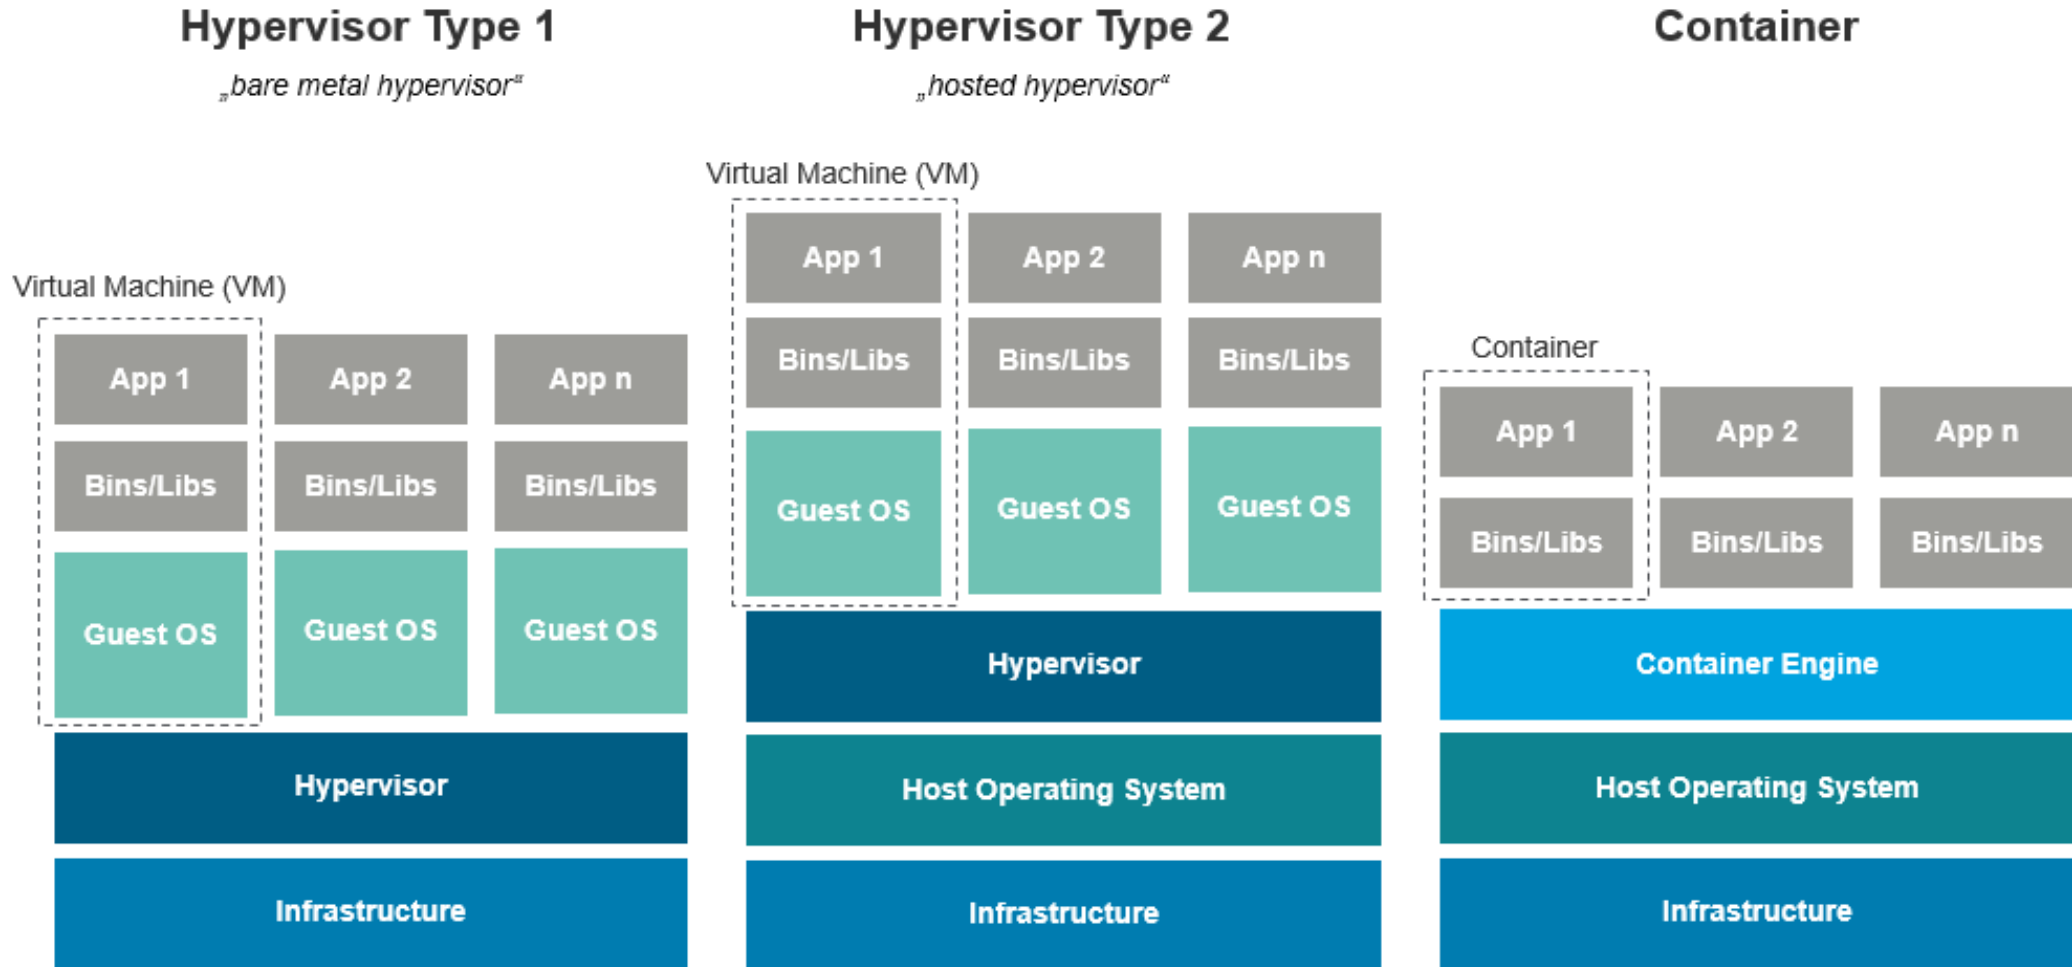 Hypervisor Type 1
„bare metal hypervisor“
Virtual Machine (VM)
App 1 App 2 App n
Bins/Libs Bins/Libs Bins/Libs
Guest OS Guest OS Guest OS
Hypervisor
Infrastructure
Hypervisor Type 2
„hosted hypervisor“
Virtual Machine (VM)
App 1 App 2 App n
Bins/Libs Bins/Libs Bins/Libs
Guest OS Guest OS Guest OS
Hypervisor
Host Operating System
Infrastructure
Container
Container
App 1 App 2 App n
Bins/Libs Bins/Libs Bins/Libs
Container Engine
Host Operating System
Infrastructure